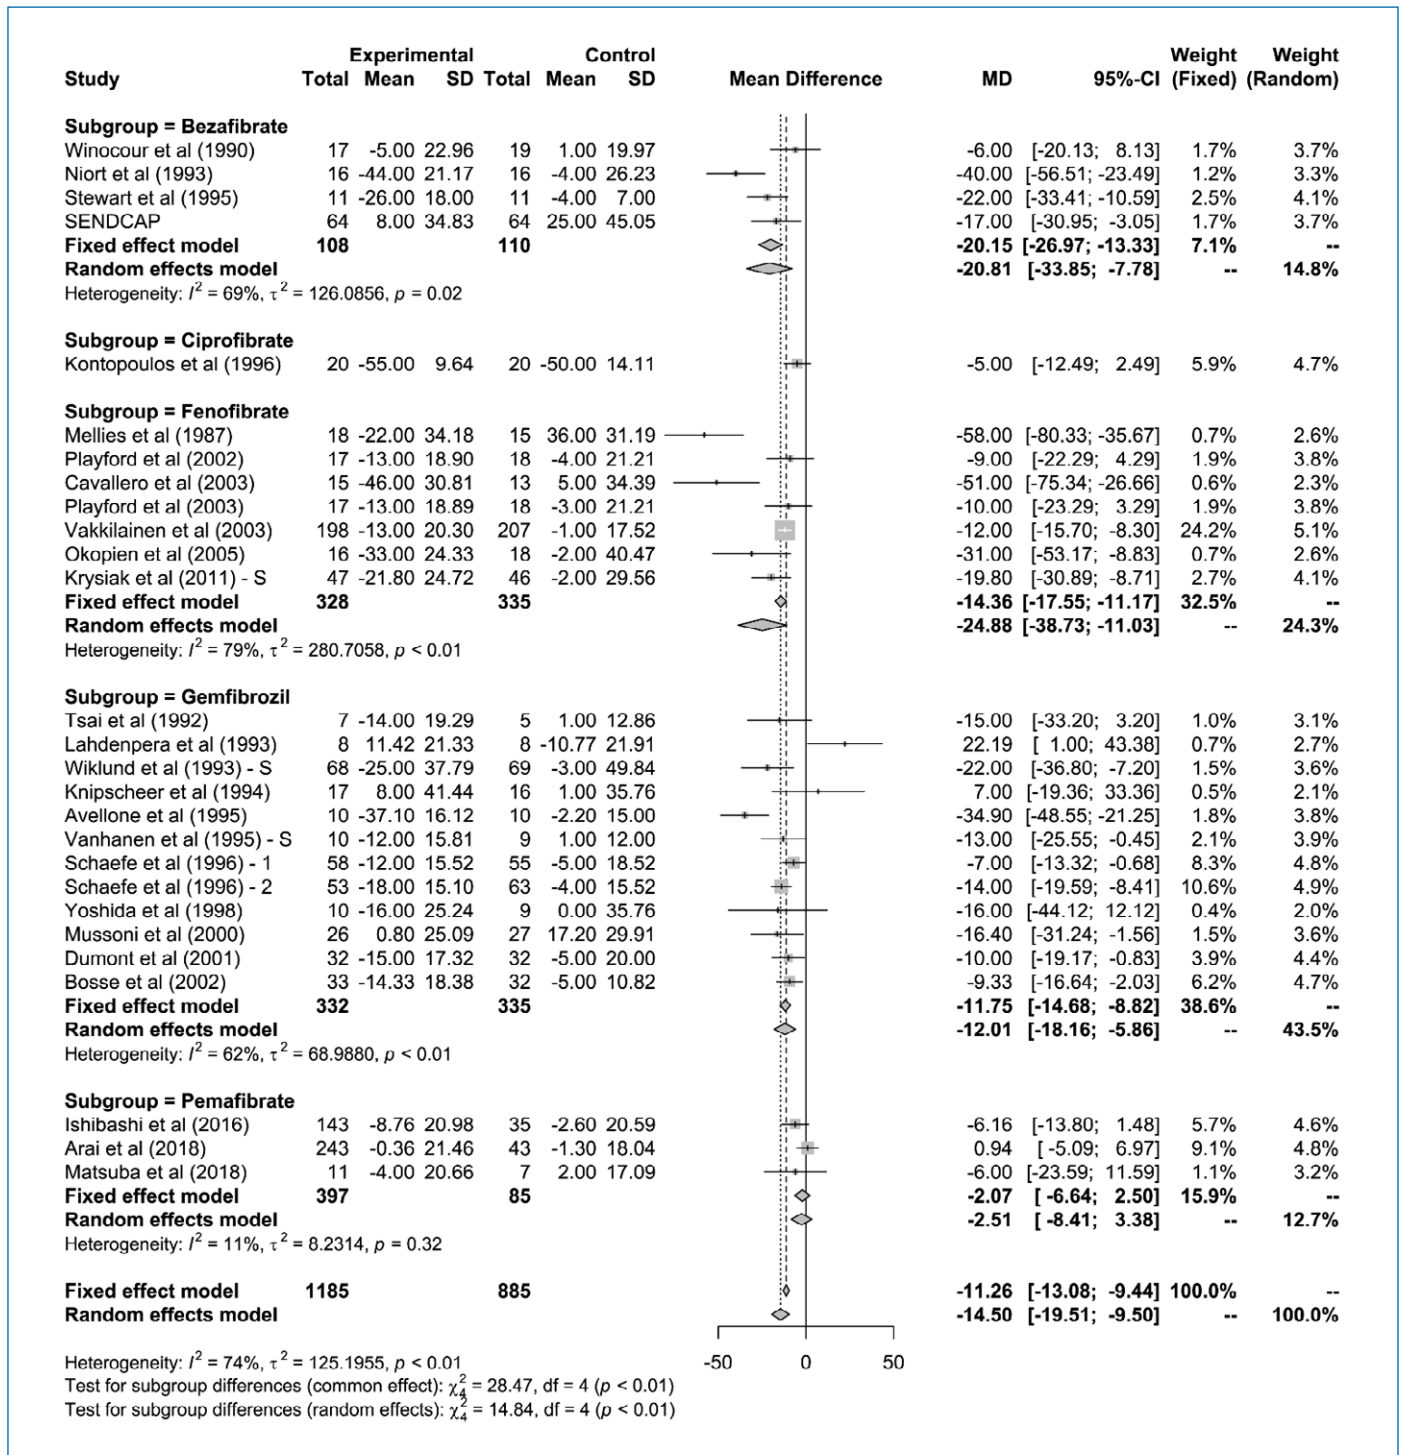 Experimental Control Weight Weight
Study Total Mean SD Total Mean SD Mean Difference MD 95%-CI (Fixed) (Random)
Subgroup = Bezafibrate
Winocour et al (1990) 17 -5.00 22.96 19 1.00 19.97 -6.00 [-20.13; 8.13] 1.7% 3.7%
Niort et al (1993) 16 -44.00 21.17 16 -4.00 26.23 -40.00 [-56.51; -23.49] 1.2% 3.3%
Stewart et al (1995) 11 -26.00 18.00 11 -4.00 7.00 -22.00 [-33.41; -10.59] 2.5% 4.1%
SENDCAP 64 8.00 34.83 64 25.00 45.05 -17.00 [-30.95; -3.05] 1.7% 3.7%
Fixed effect model 108 110 -20.15 [-26.97; -13.33] 7.1% --
Random effects model -20.81 [-33.85; -7.78] -- 14.8%
Heterogeneity: I² = 69%, τ² = 126.0856, p = 0.02
Subgroup = Ciprofibrate
Kontopoulos et al (1996) 20 -55.00 9.64 20 -50.00 14.11 -5.00 [-12.49; 2.49] 5.9% 4.7%
Subgroup = Fenofibrate
Mellies et al (1987) 18 -22.00 34.18 15 36.00 31.19 -58.00 [-80.33; -35.67] 0.7% 2.6%
Playford et al (2002) 17 -13.00 18.90 18 -4.00 21.21 -9.00 [-22.29; 4.29] 1.9% 3.8%
Cavallero et al (2003) 15 -46.00 30.81 13 5.00 34.39 -51.00 [-75.34; -26.66] 0.6% 2.3%
Playford et al (2003) 17 -13.00 18.89 18 -3.00 21.21 -10.00 [-23.29; 3.29] 1.9% 3.8%
Vakkilainen et al (2003) 198 -13.00 20.30 207 -1.00 17.52 -12.00 [-15.70; -8.30] 24.2% 5.1%
Okopien et al (2005) 16 -33.00 24.33 18 -2.00 40.47 -31.00 [-53.17; -8.83] 0.7% 2.6%
Krysiak et al (2011) - S 47 -21.80 24.72 46 -2.00 29.56 -19.80 [-30.89; -8.71] 2.7% 4.1%
Fixed effect model 328 335 -14.36 [-17.55; -11.17] 32.5% --
Random effects model -24.88 [-38.73; -11.03] -- 24.3%
Heterogeneity: I² = 79%, τ² = 280.7058, p < 0.01
Subgroup = Gemfibrozil
Tsai et al (1992) 7 -14.00 19.29 5 1.00 12.86 -15.00 [-33.20; 3.20] 1.0% 3.1%
Lahdenpera et al (1993) 8 11.42 21.33 8 -10.77 21.91 22.19 [ 1.00; 43.38] 0.7% 2.7%
Wiklund et al (1993) - S 68 -25.00 37.79 69 -3.00 49.84 -22.00 [-36.80; -7.20] 1.5% 3.6%
Knipscheer et al (1994) 17 8.00 41.44 16 1.00 35.76 7.00 [-19.36; 33.36] 0.5% 2.1%
Avellone et al (1995) 10 -37.10 16.12 10 -2.20 15.00 -34.90 [-48.55; -21.25] 1.8% 3.8%
Vanhanen et al (1995) - S 10 -12.00 15.81 9 1.00 12.00 -13.00 [-25.55; -0.45] 2.1% 3.9%
Schaefe et al (1996) - 1 58 -12.00 15.52 55 -5.00 18.52 -7.00 [-13.32; -0.68] 8.3% 4.8%
Schaefe et al (1996) - 2 53 -18.00 15.10 63 -4.00 15.52 -14.00 [-19.59; -8.41] 10.6% 4.9%
Yoshida et al (1998) 10 -16.00 25.24 9 0.00 35.76 -16.00 [-44.12; 12.12] 0.4% 2.0%
Mussoni et al (2000) 26 0.80 25.09 27 17.20 29.91 -16.40 [-31.24; -1.56] 1.5% 3.6%
Dumont et al (2001) 32 -15.00 17.32 32 -5.00 20.00 -10.00 [-19.17; -0.83] 3.9% 4.4%
Bosse et al (2002) 33 -14.33 18.38 32 -5.00 10.82 -9.33 [-16.64; -2.03] 6.2% 4.7%
Fixed effect model 332 335 -11.75 [-14.68; -8.82] 38.6% --
Random effects model -12.01 [-18.16; -5.86] -- 43.5%
Heterogeneity: I² = 62%, τ² = 68.9880, p < 0.01
Subgroup = Pemafibrate
Ishibashi et al (2016) 143 -8.76 20.98 35 -2.60 20.59 -6.16 [-13.80; 1.48] 5.7% 4.6%
Arai et al (2018) 243 -0.36 21.46 43 -1.30 18.04 0.94 [ -5.09; 6.97] 9.1% 4.8%
Matsuba et al (2018) 11 -4.00 20.66 7 2.00 17.09 -6.00 [-23.59; 11.59] 1.1% 3.2%
Fixed effect model 397 85 -2.07 [ -6.64; 2.50] 15.9% --
Random effects model -2.51 [ -8.41; 3.38] -- 12.7%
Heterogeneity: I² = 11%, τ² = 8.2314, p = 0.32
Fixed effect model 1185 885 -11.26 [-13.08; -9.44] 100.0% --
Random effects model -14.50 [-19.51; -9.50] -- 100.0%
-50 0 50
Heterogeneity: I² = 74%, τ² = 125.1955, p < 0.01
Test for subgroup differences (common effect): χ²₄ = 28.47, df = 4 (p < 0.01)
Test for subgroup differences (random effects): χ²₄ = 14.84, df = 4 (p < 0.01)